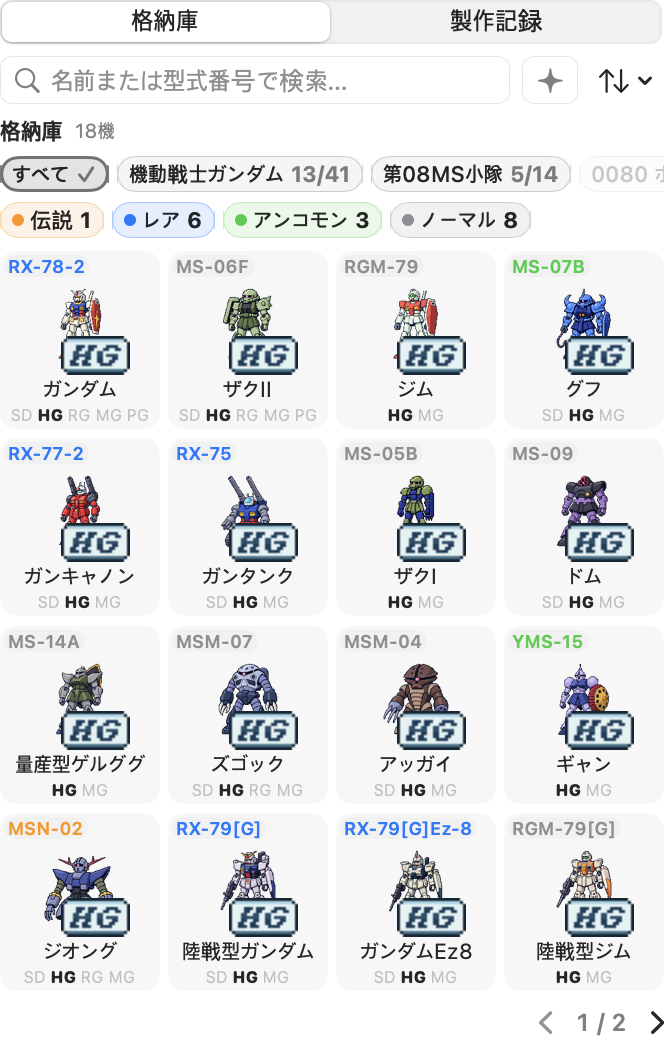 格納庫 製作記録
名前または型式番号で検索...
格納庫 18機
すべて ✓ 機動戦士ガンダム 13/41 第08MS小隊 5/14 0080
伝説 1 レア 6 アンコモン 3 ノーマル 8
RX-78-2 MS-06F RGM-79 MS-07B
HG HG HG HG
ガンダム ザクII ジム グフ
SD HG RG MG PG SD HG RG MG PG HG MG SD HG MG
RX-77-2 RX-75 MS-05B MS-09
HG HG HG HG
ガンキャノン ガンタンク ザクI ドム
SD HG MG SD HG MG HG MG SD HG MG
MS-14A MSM-07 MSM-04 YMS-15
HG HG HG HG
量産型ゲルググ ズゴック アッガイ ギャン
HG MG SD HG RG MG SD HG MG HG MG
MSN-02 RX-79[G] RX-79[G]Ez-8 RGM-79[G]
HG HG HG HG
ジオング 陸戦型ガンダム ガンダムEz8 陸戦型ジム
SD HG RG MG SD HG MG SD HG MG HG MG
1 / 2